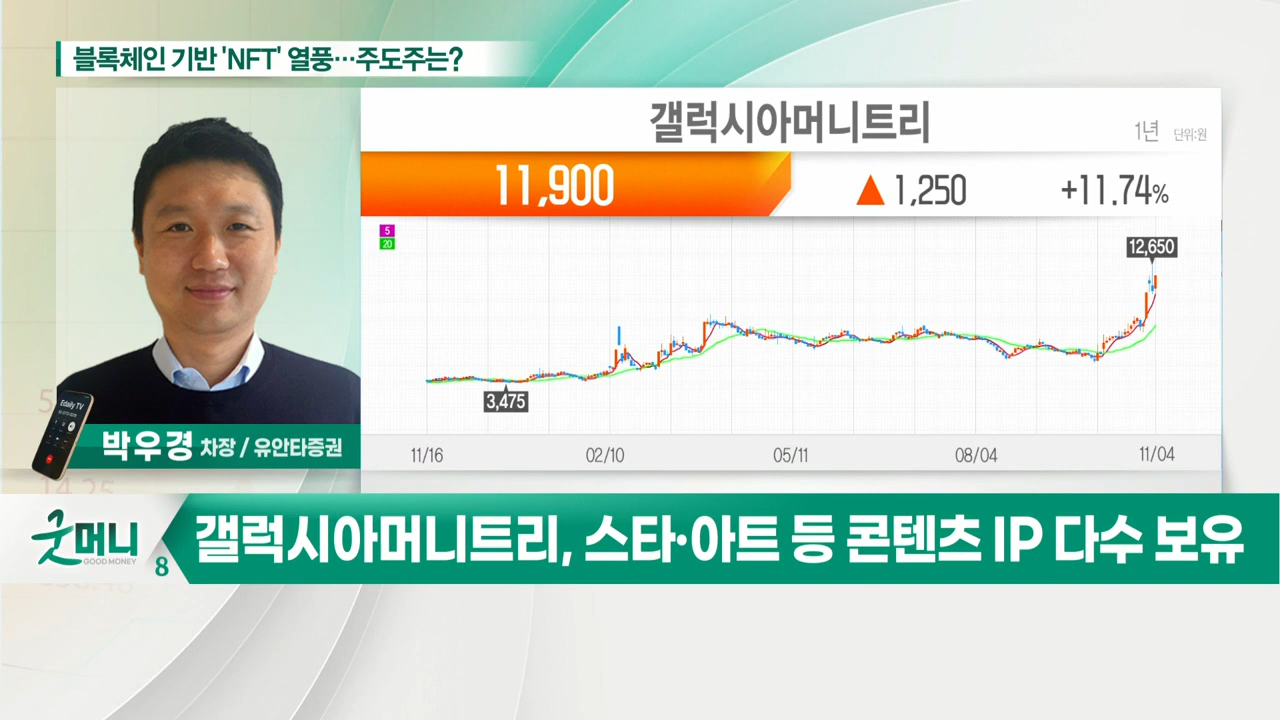 블록체인 기반 'NFT' 열풍…주도주는?
갤럭시아머니트리
1년 단위:원
11,900 ▲ 1,250 +11.74%
5
20
12,650
3,475
11/16 02/10 05/11 08/04 11/04
Edaily TV
박우경 차장 / 유안타증권
굿머니
GOOD MONEY
8
갤럭시아머니트리, 스타·아트 등 콘텐츠 IP 다수 보유